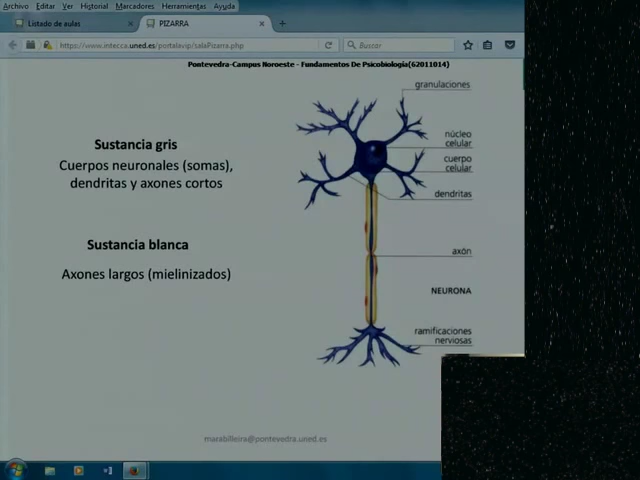 Archivo Editar Ver Historial Marcadores Herramientas Ayuda
Listado de aulas
PIZARRA
https://www.intecca.uned.es/portalavip/salaPizarra.php
Buscar
Pontevedra-Campus Noroeste - Fundamentos De Psicobiología(62011014)
granulaciones
núcleo
celular
cuerpo
celular
dendritas
axón
NEURONA
ramificaciones
nerviosas
Sustancia gris
Cuerpos neuronales (somas),
dendritas y axones cortos
Sustancia blanca
Axones largos (mielinizados)
marabilleira@pontevedra.uned.es